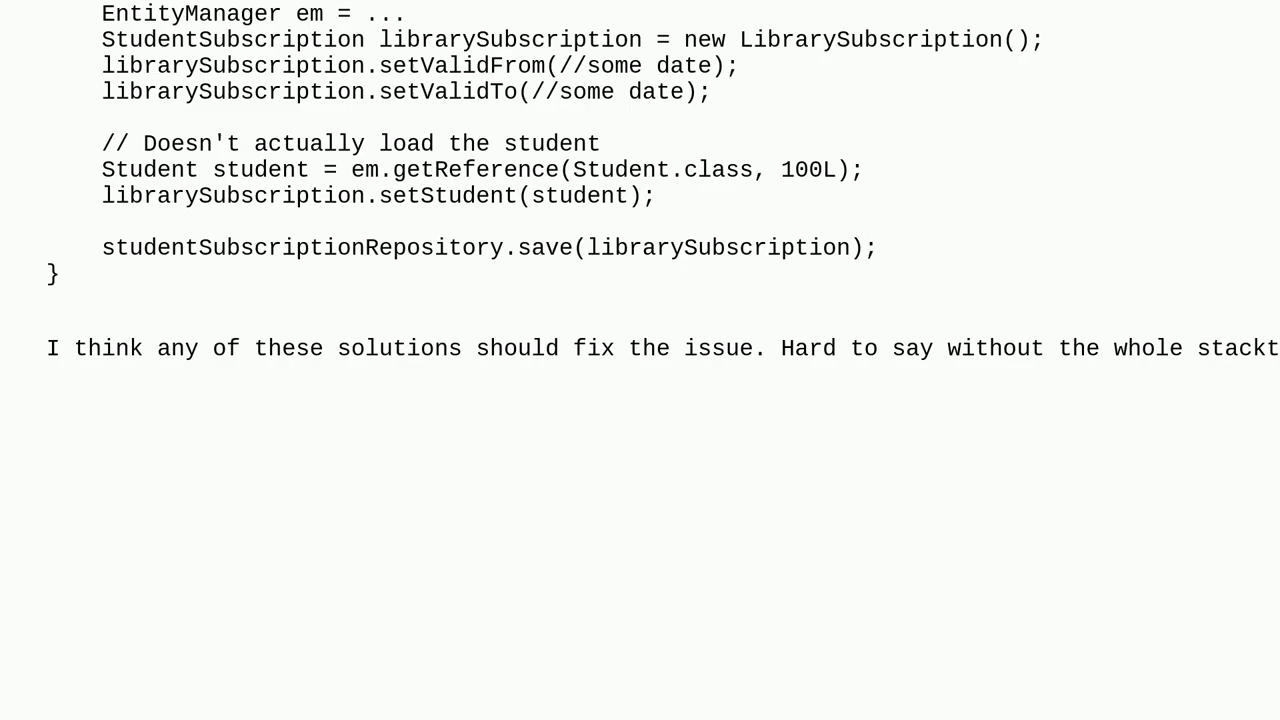 EntityManager em = ...
StudentSubscription librarySubscription = new LibrarySubscription();
librarySubscription.setValidFrom(//some date);
librarySubscription.setValidTo(//some date);
// Doesn't actually load the student
Student student = em.getReference(Student.class, 100L);
librarySubscription.setStudent(student);
studentSubscriptionRepository.save(librarySubscription);
}
I think any of these solutions should fix the issue. Hard to say without the whole stackt